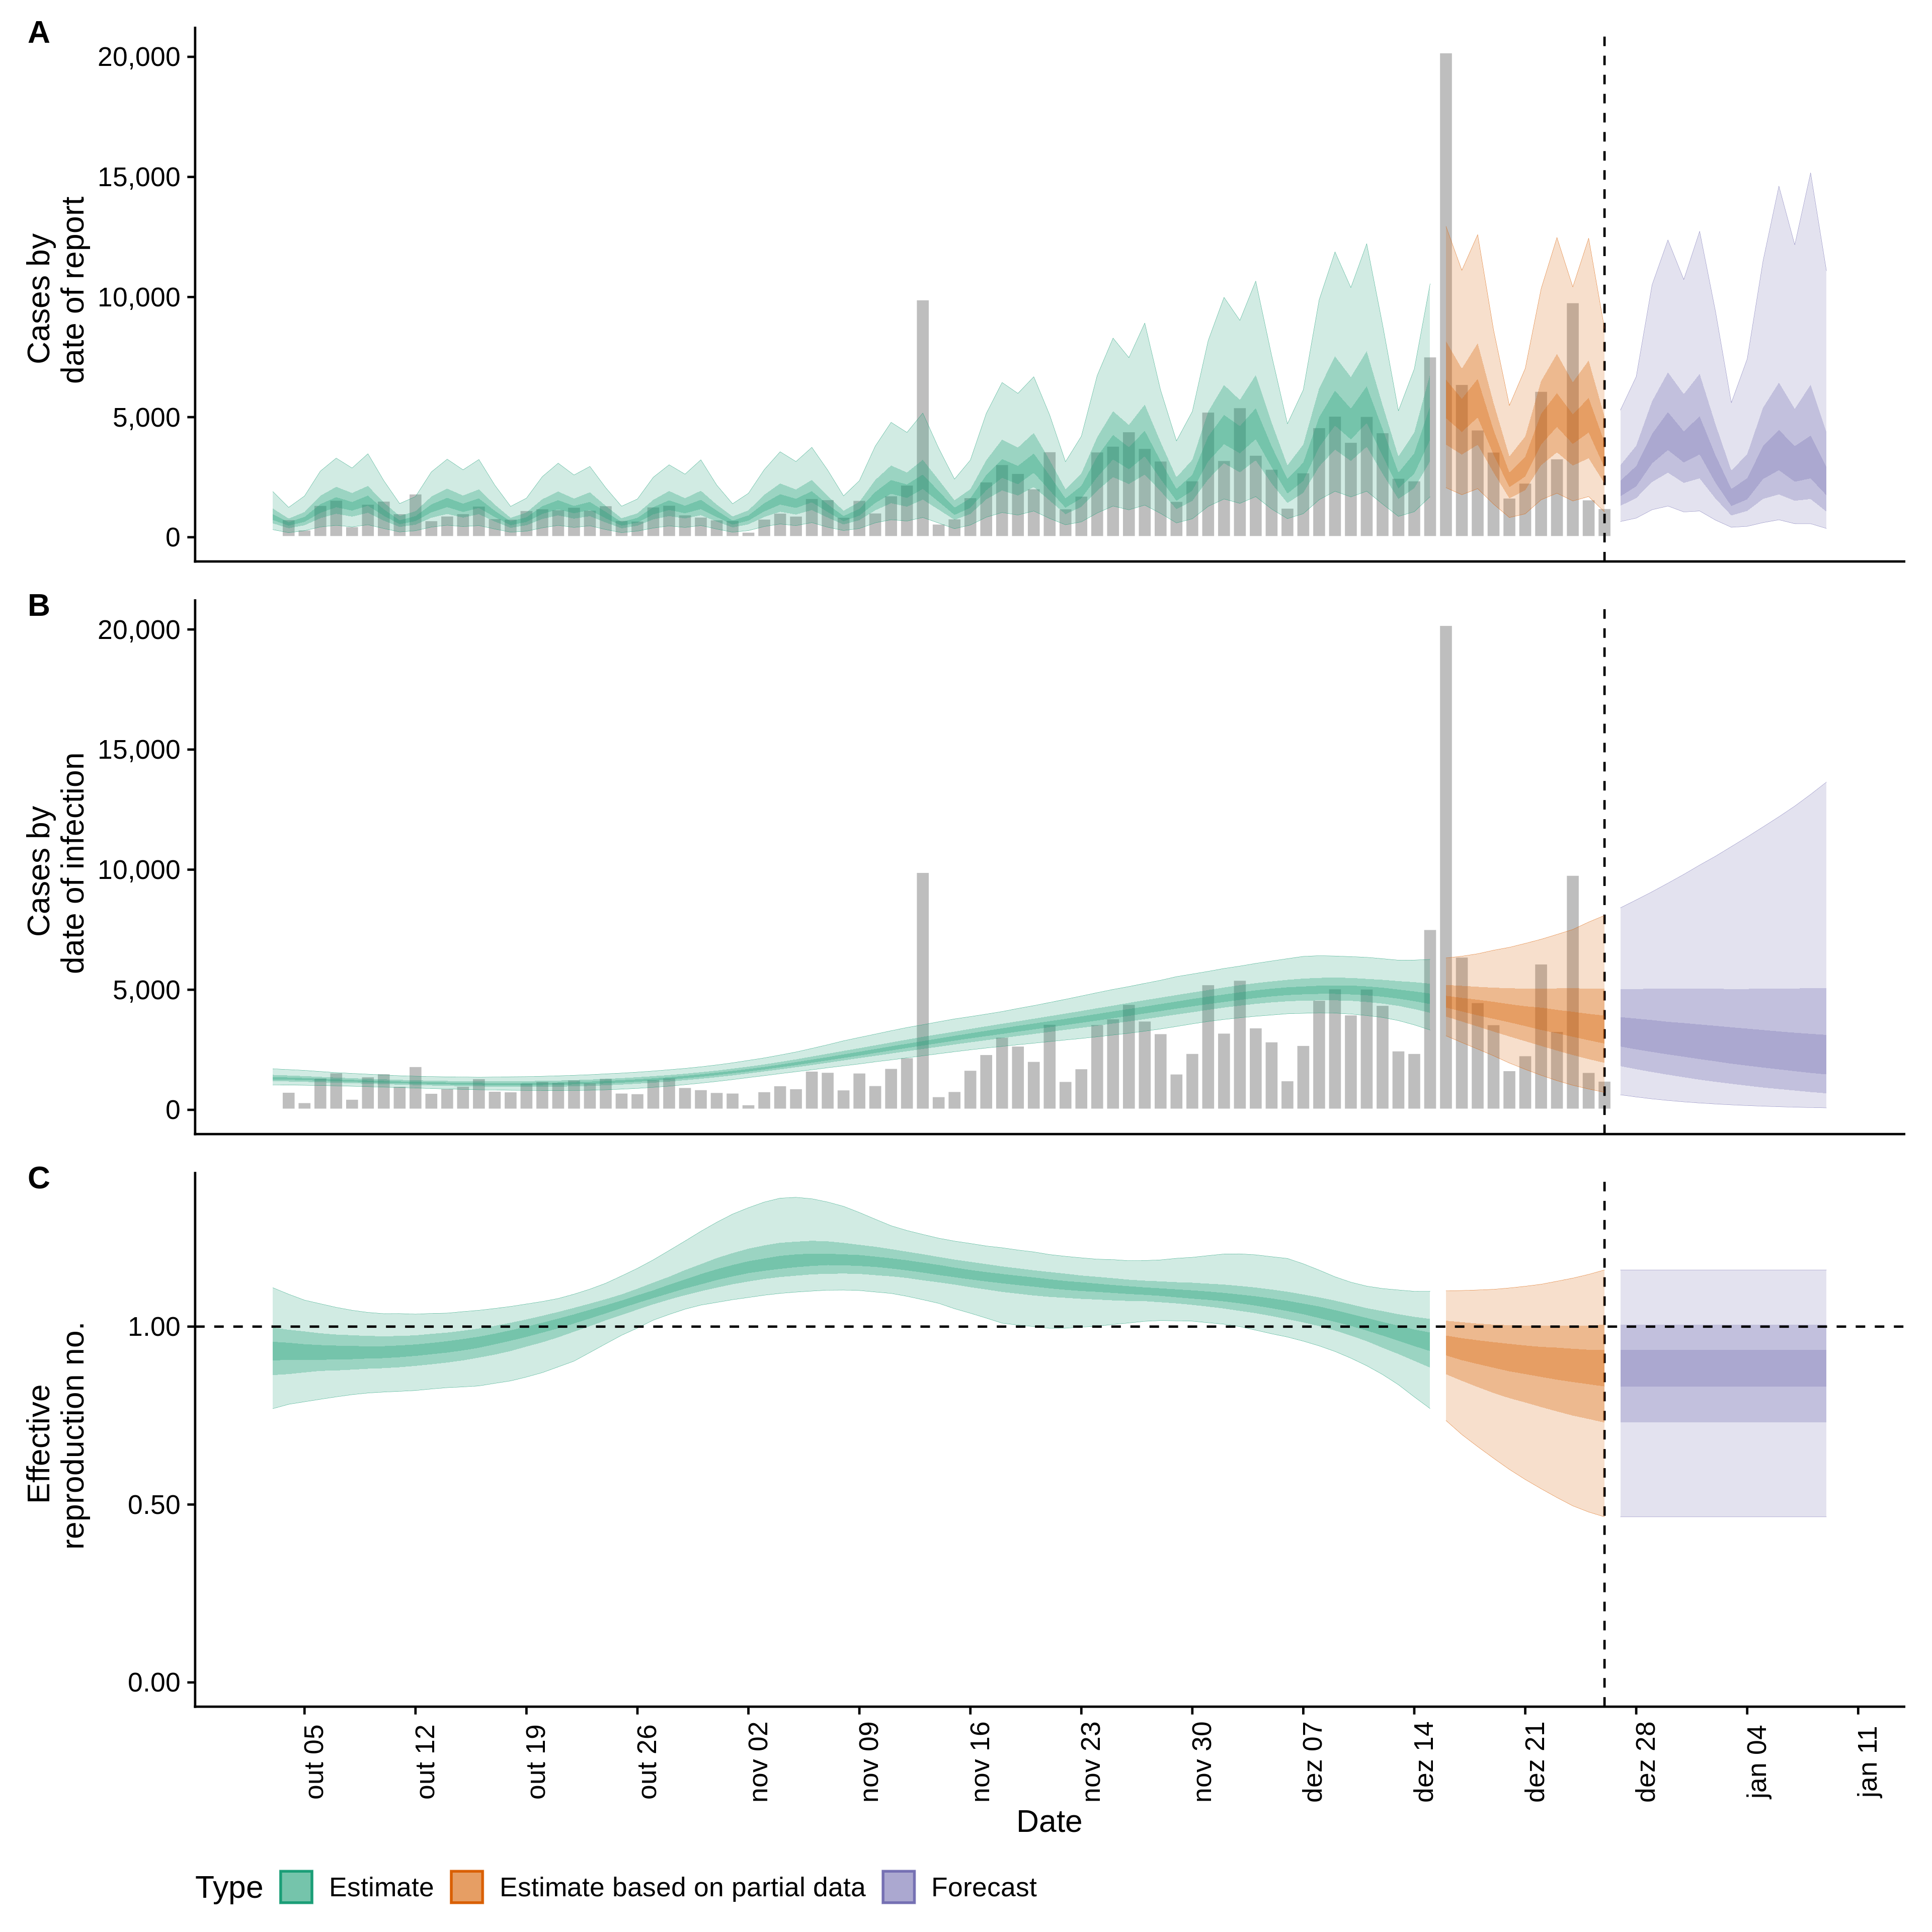 A
20,000
15,000
10,000
5,000
0
Cases by
date of report
B
20,000
15,000
10,000
5,000
0
Cases by
date of infection
C
1.00
0.50
0.00
Effective
reproduction no.
out 05
out 12
out 19
out 26
nov 02
nov 09
nov 16
nov 23
nov 30
dez 07
dez 14
dez 21
dez 28
jan 04
jan 11
Date
Type
Estimate
Estimate based on partial data
Forecast